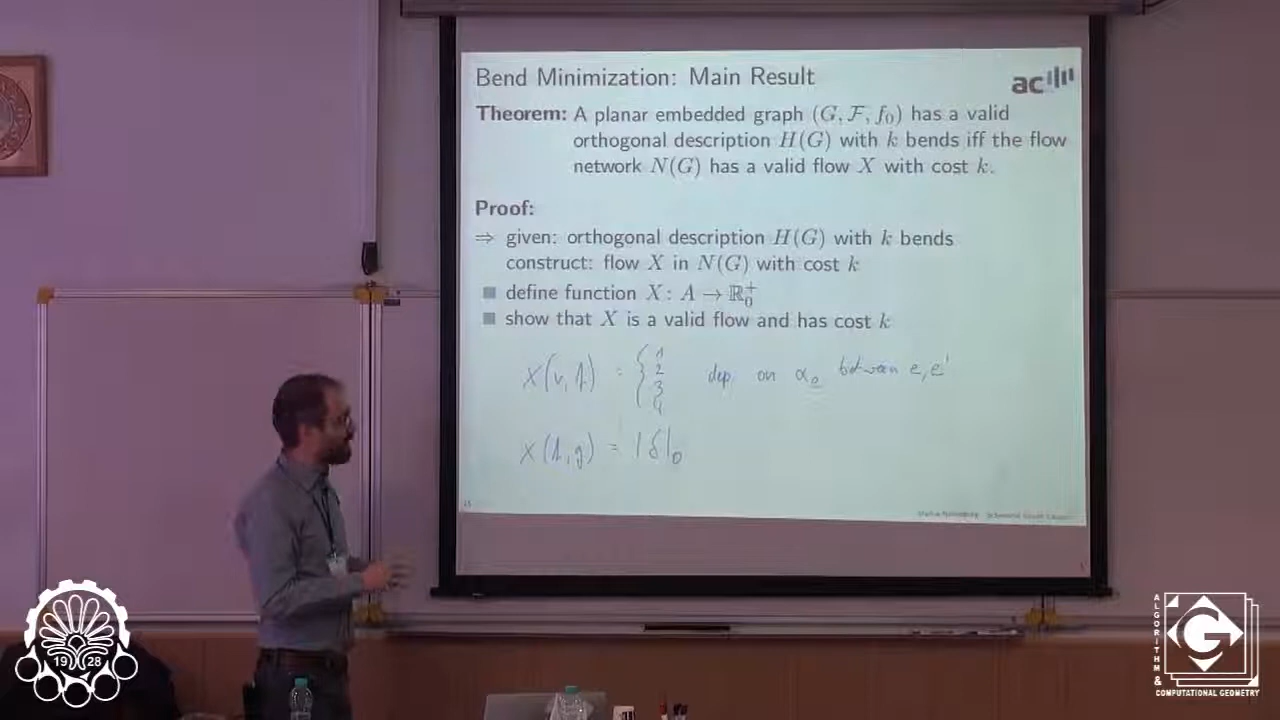 Bend Minimization: Main Result
ac
Theorem: A planar embedded graph (G, F, f₀) has a valid
orthogonal description H(G) with k bends iff the flow
network N(G) has a valid flow X with cost k.
Proof:
⇒ given: orthogonal description H(G) with k bends
construct: flow X in N(G) with cost k
define function X: A → ℝ₀⁺
show that X is a valid flow and has cost k
X(v, f) = { 1 2 3 4 dep. on α_e between e, e'
X(f, g) = |δ|₀
19 28
ALGORITHM &
COMPUTATIONAL GEOMETRY
G